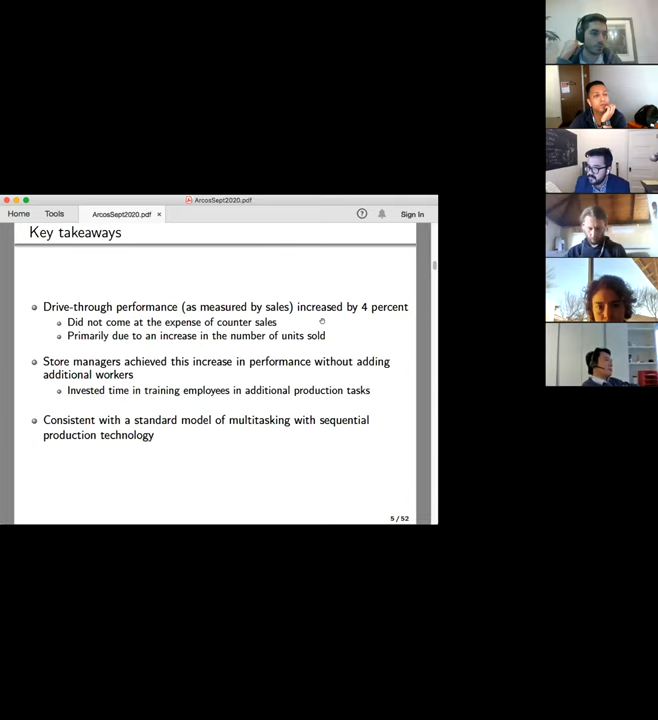 ArcosSept2020.pdf
Home Tools ArcosSept2020.pdf × Sign In
Key takeaways
Drive-through performance (as measured by sales) increased by 4 percent
Did not come at the expense of counter sales
Primarily due to an increase in the number of units sold
Store managers achieved this increase in performance without adding
additional workers
Invested time in training employees in additional production tasks
Consistent with a standard model of multitasking with sequential
production technology
5 / 52